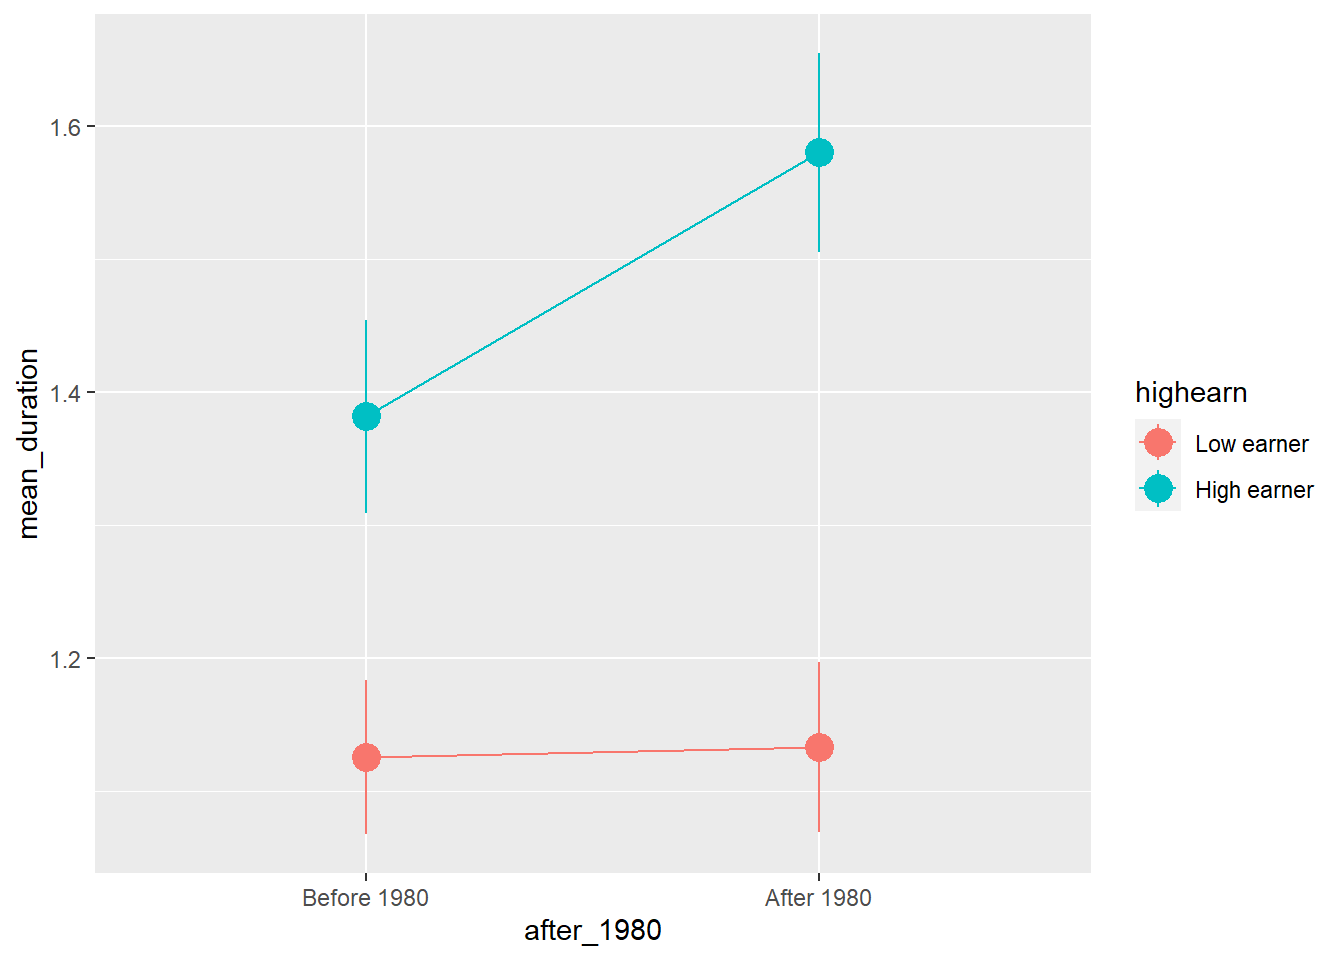 1.6
1.4
1.2
mean_duration
Before 1980
After 1980
after_1980
highearn
Low earner
High earner